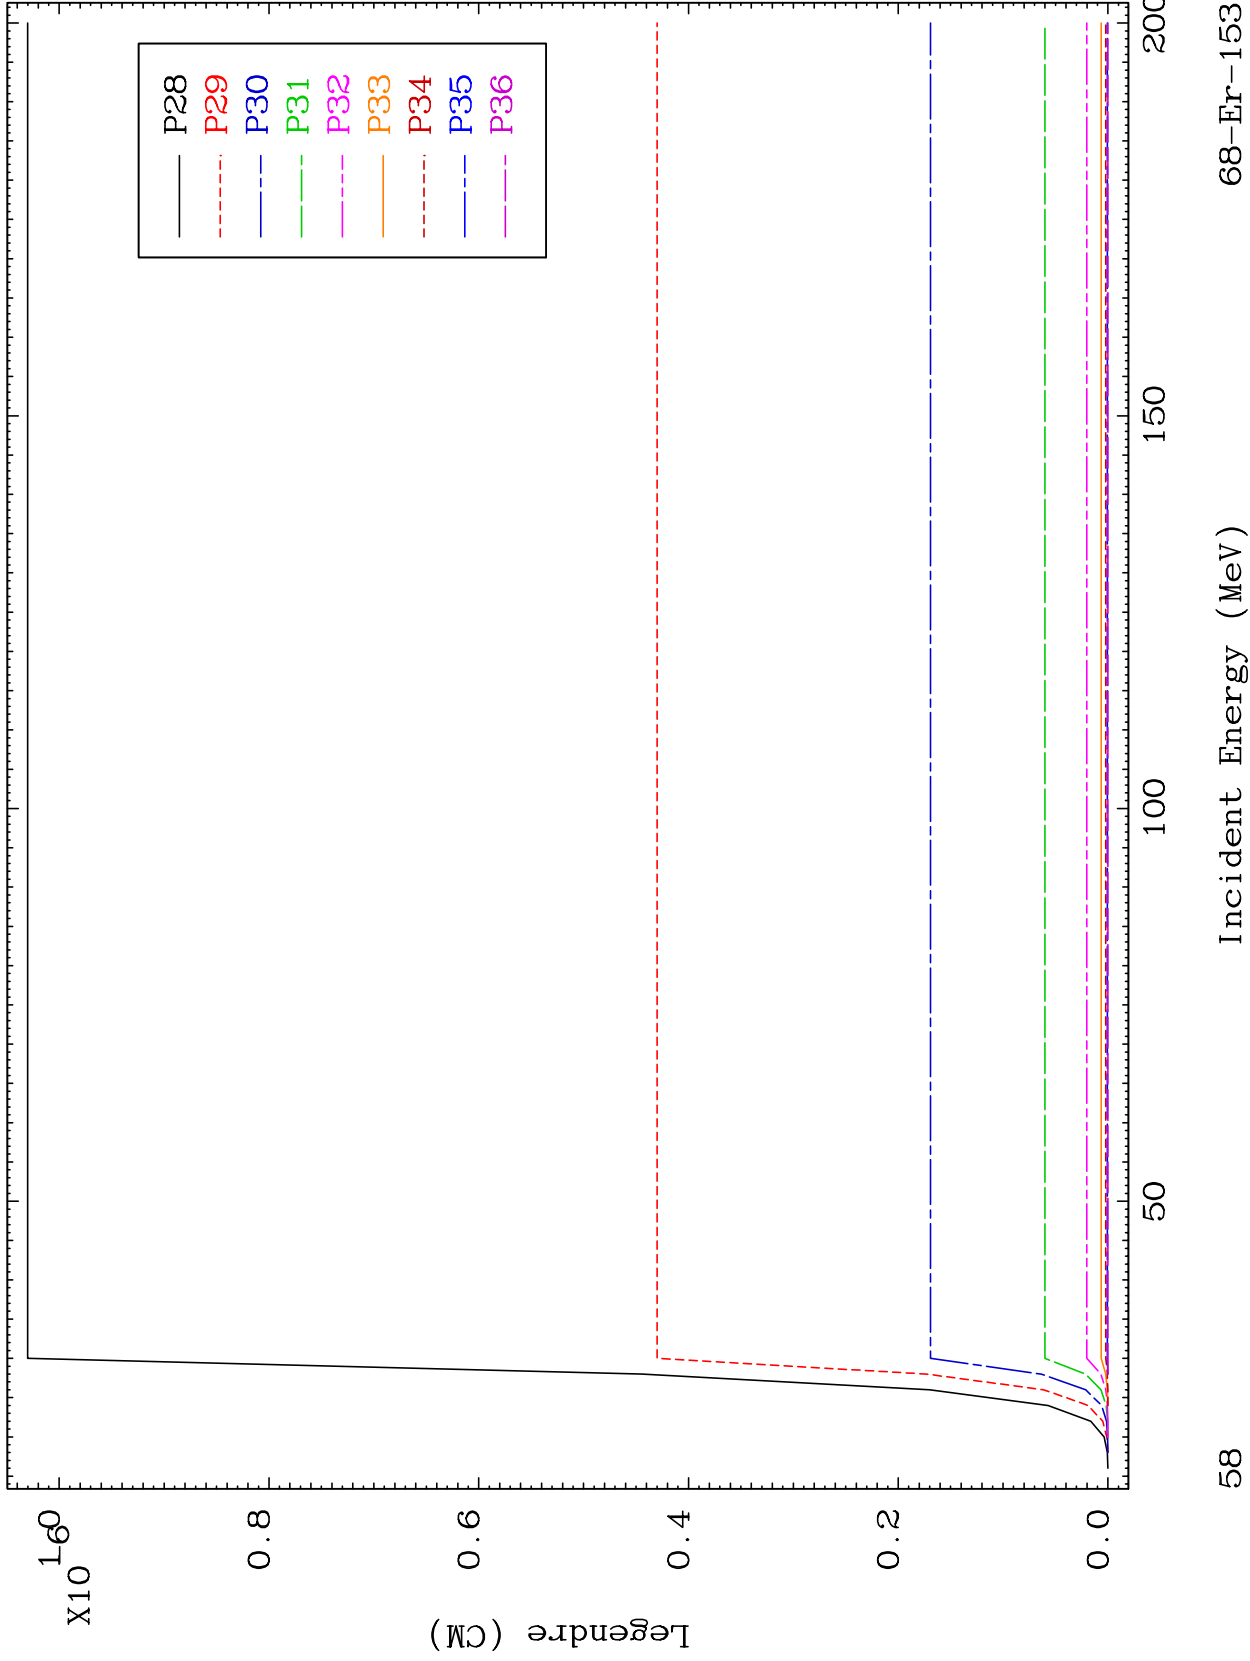 X10
-6
1.0
0.8
0.6
0.4
0.2
0.0
Legendre (CM)
P28
P29
P30
P31
P32
P33
P34
P35
P36
50
100
150
200
58
Incident Energy (MeV)
68-Er-153